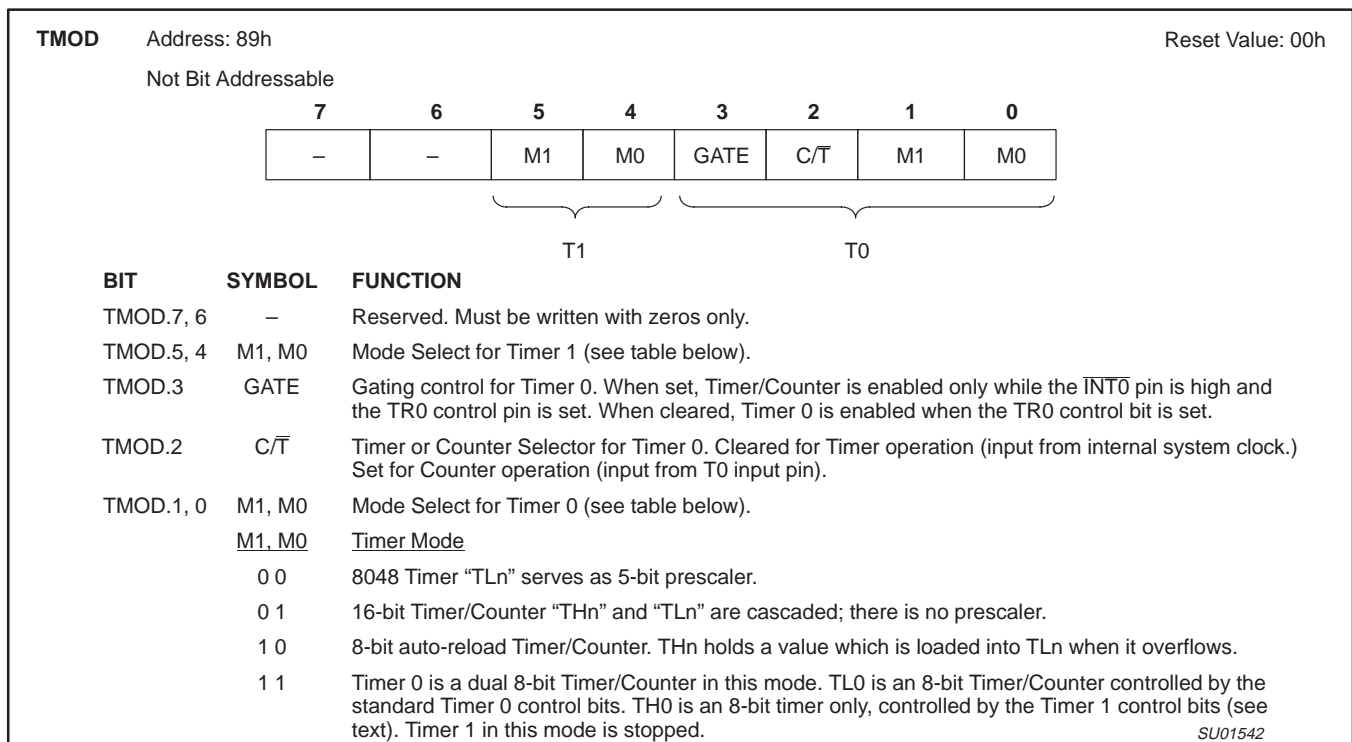 TMOD Address: 89h Reset Value: 00h
Not Bit Addressable
7 6 5 4 3 2 1 0
– – M1 M0 GATE C/T̅ M1 M0
T1 T0
BIT SYMBOL FUNCTION
TMOD.7, 6 – Reserved. Must be written with zeros only.
TMOD.5, 4 M1, M0 Mode Select for Timer 1 (see table below).
TMOD.3 GATE Gating control for Timer 0. When set, Timer/Counter is enabled only while the I̅N̅T̅0̅ pin is high and
the TR0 control pin is set. When cleared, Timer 0 is enabled when the TR0 control bit is set.
TMOD.2 C/T̅ Timer or Counter Selector for Timer 0. Cleared for Timer operation (input from internal system clock.)
Set for Counter operation (input from T0 input pin).
TMOD.1, 0 M1, M0 Mode Select for Timer 0 (see table below).
M1, M0 Timer Mode
0 0 8048 Timer “TLn” serves as 5-bit prescaler.
0 1 16-bit Timer/Counter “THn” and “TLn” are cascaded; there is no prescaler.
1 0 8-bit auto-reload Timer/Counter. THn holds a value which is loaded into TLn when it overflows.
1 1 Timer 0 is a dual 8-bit Timer/Counter in this mode. TL0 is an 8-bit Timer/Counter controlled by the
standard Timer 0 control bits. TH0 is an 8-bit timer only, controlled by the Timer 1 control bits (see
text). Timer 1 in this mode is stopped. SU01542